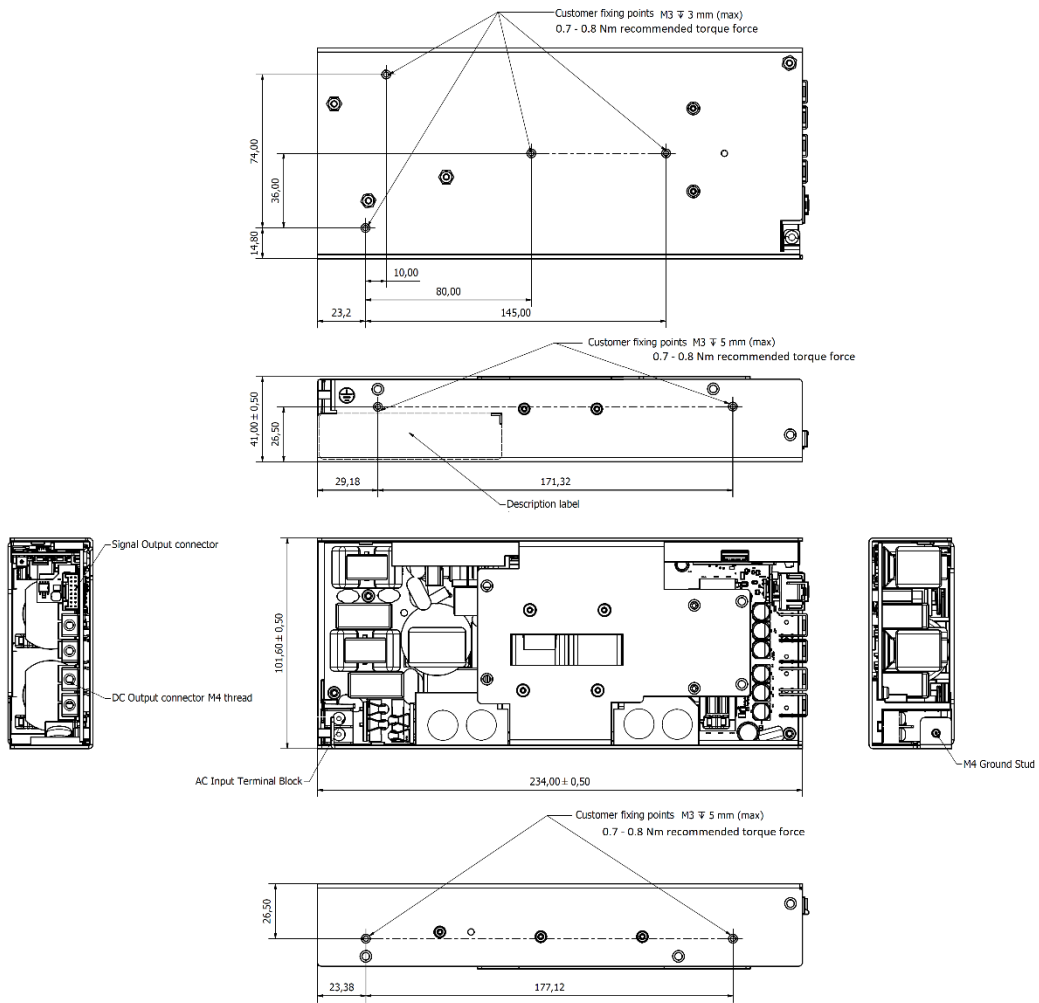 Customer fixing points M3 ↧ 3 mm (max)
0.7 - 0.8 Nm recommended torque force
74,00
36,00
14,80
10,00
80,00
23,2
145,00
Customer fixing points M3 ↧ 5 mm (max)
0.7 - 0.8 Nm recommended torque force
41,00 ± 0,50
26,50
29,18
171,32
Description label
Signal Output connector
101,60 ± 0,50
DC Output connector M4 thread
M4 Ground Stud
AC Input Terminal Block
234,00 ± 0,50
Customer fixing points M3 ↧ 5 mm (max)
0.7 - 0.8 Nm recommended torque force
26,50
23,38
177,12